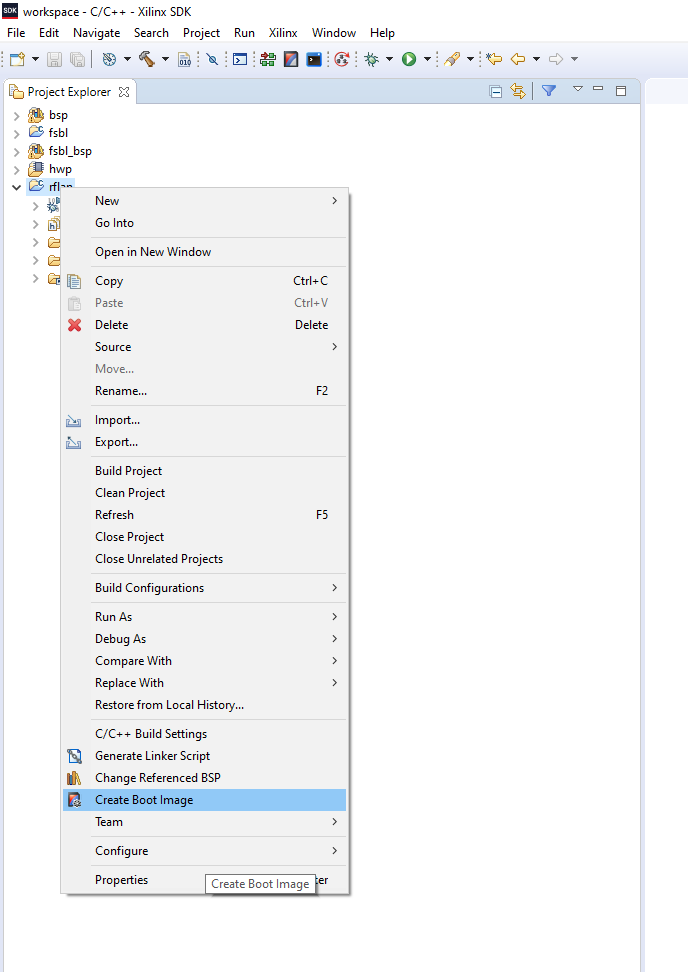 SDK workspace - C/C++ - Xilinx SDK
File Edit Navigate Search Project Run Xilinx Window Help
010
Project Explorer
bsp
fsbl
fsbl_bsp
hwp
New
Go Into
Open in New Window
Copy Ctrl+C
Paste Ctrl+V
Delete Delete
Source
Move...
Rename... F2
Import...
Export...
Build Project
Clean Project
Refresh F5
Close Project
Close Unrelated Projects
Build Configurations
Run As
Debug As
Compare With
Replace With
Restore from Local History...
C/C++ Build Settings
Generate Linker Script
Change Referenced BSP
Create Boot Image
Team
Configure
Properties
Create Boot Image